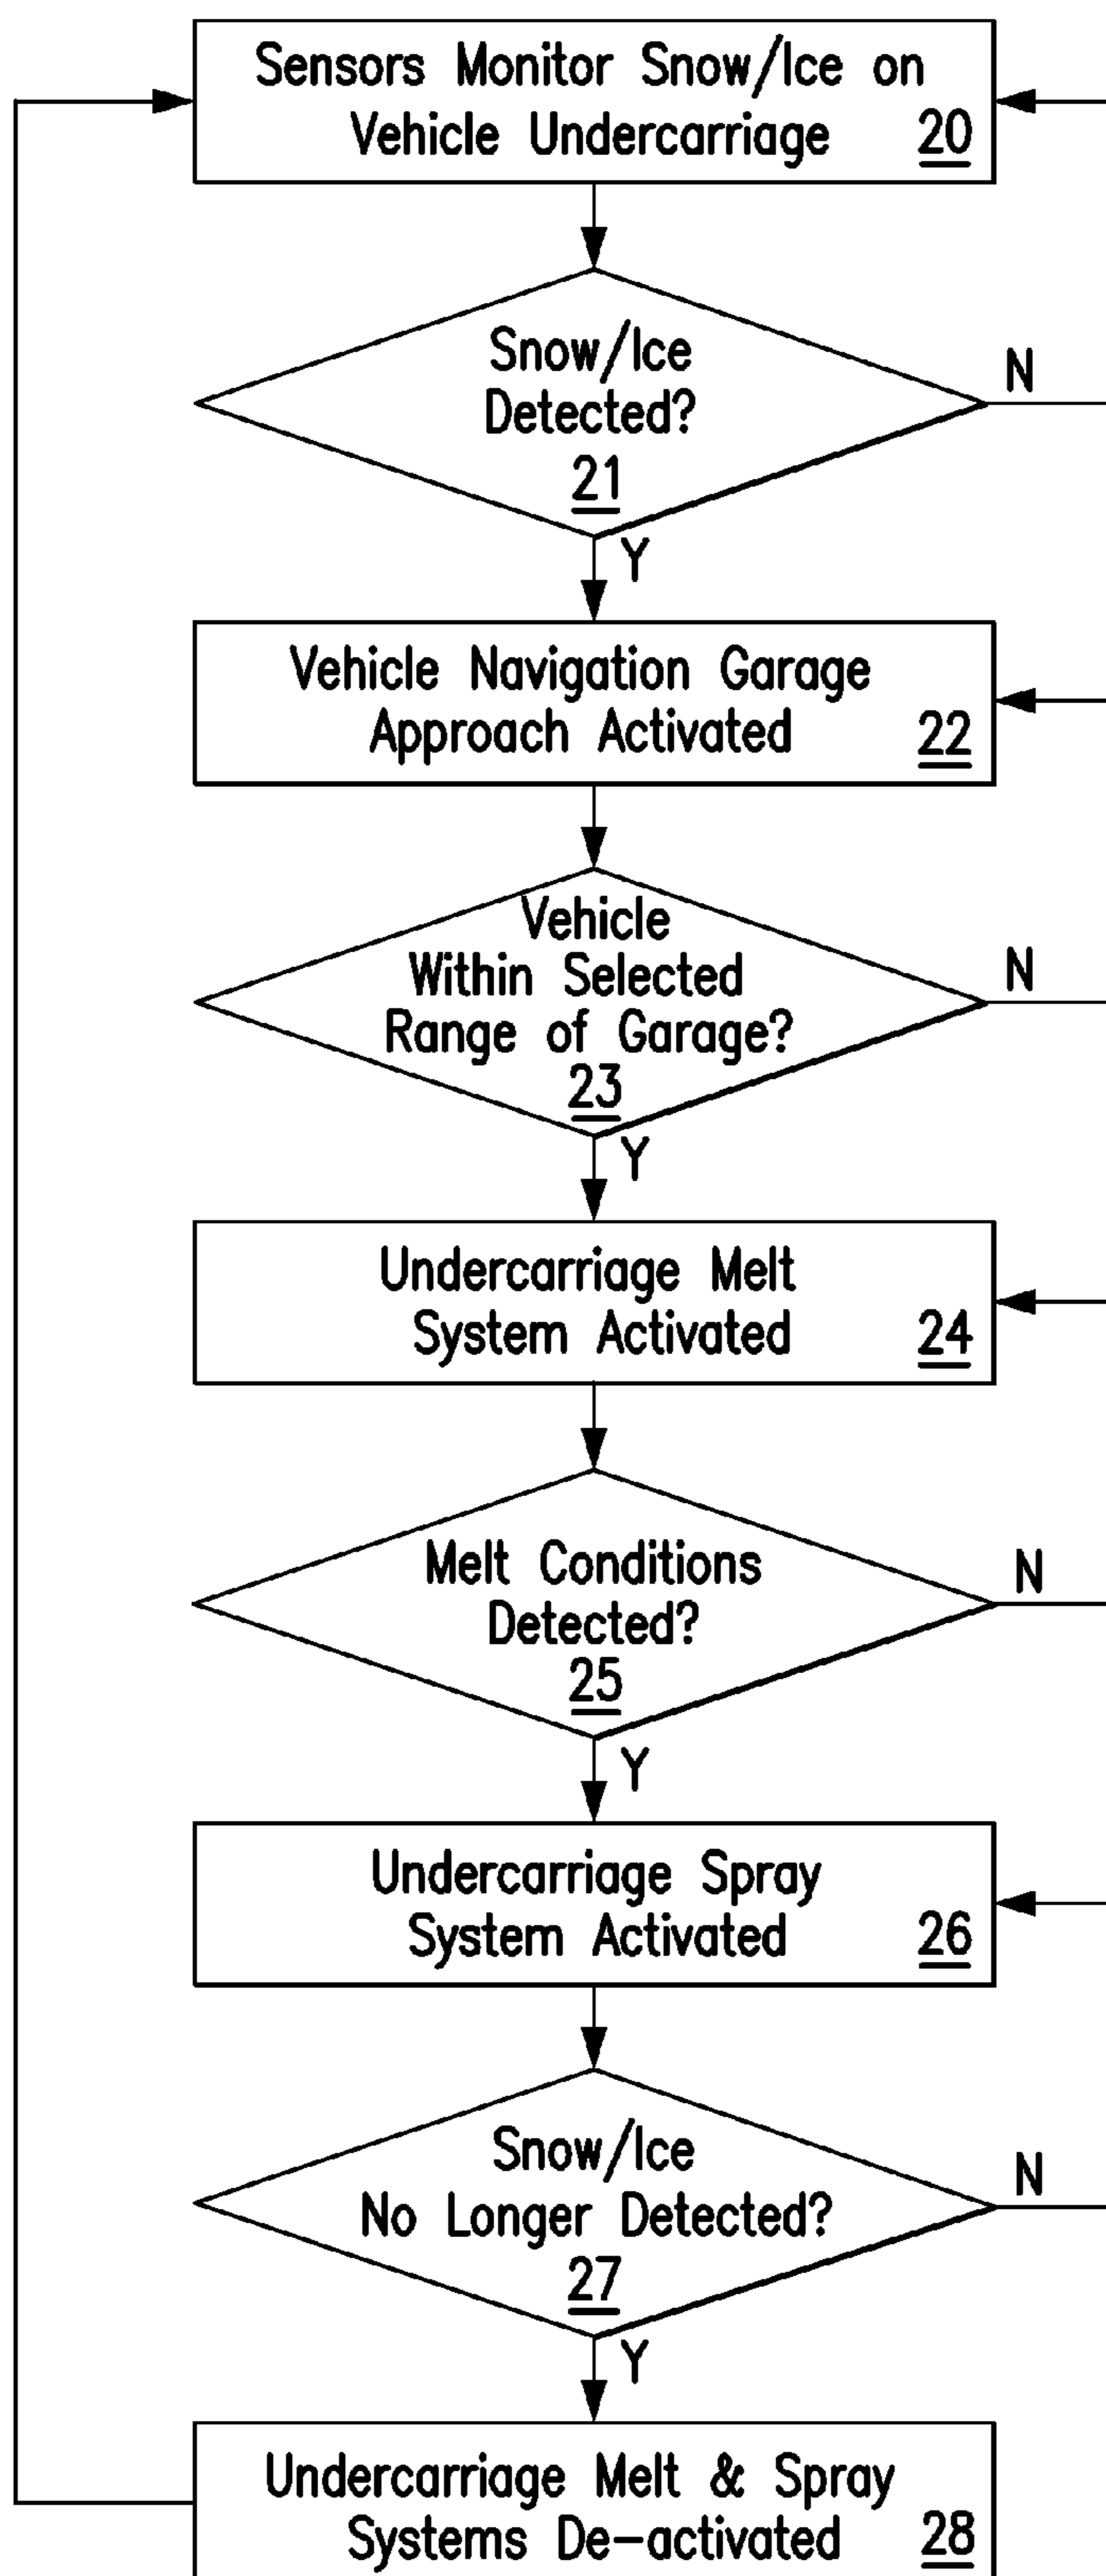 Sensors Monitor Snow/Ice on
Vehicle Undercarriage 20
Snow/Ice
Detected?
21
N
Y
Vehicle Navigation Garage
Approach Activated 22
Vehicle
Within Selected
Range of Garage?
23
N
Y
Undercarriage Melt
System Activated 24
Melt Conditions
Detected?
25
N
Y
Undercarriage Spray
System Activated 26
Snow/Ice
No Longer Detected?
27
N
Y
Undercarriage Melt & Spray
Systems De-activated 28